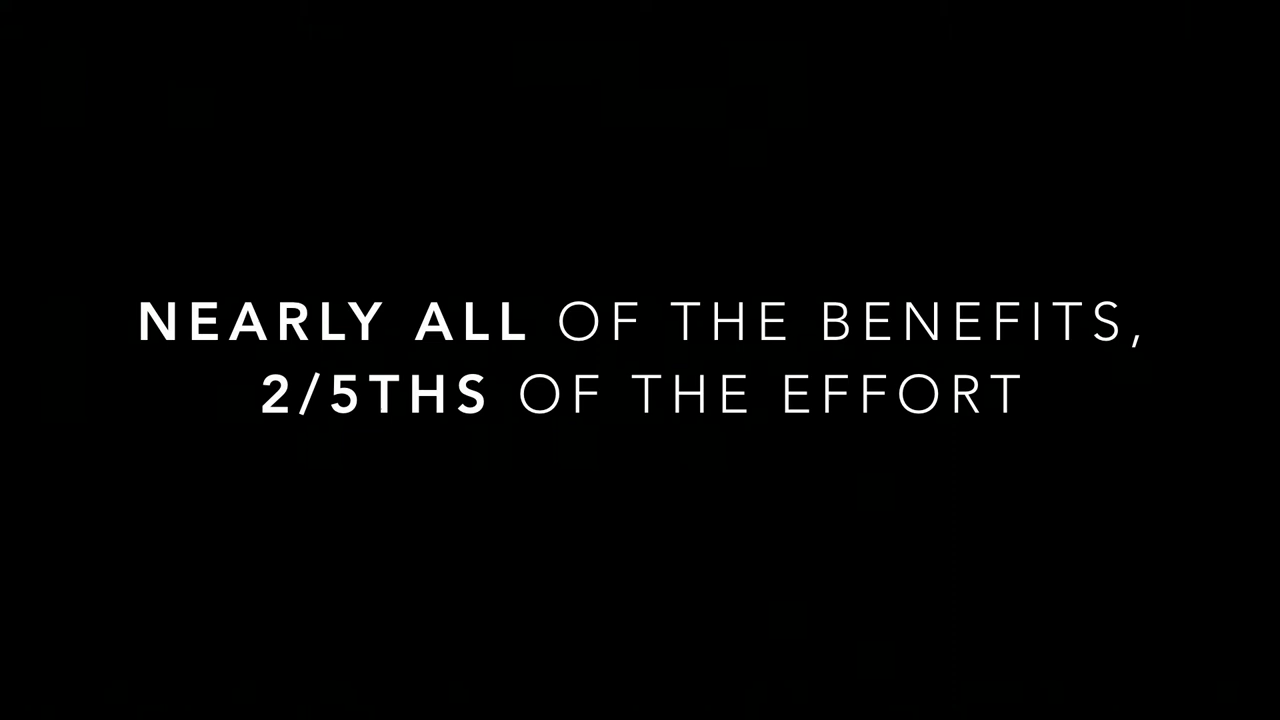 NEARLY ALL OF THE BENEFITS,
2/5THS OF THE EFFORT